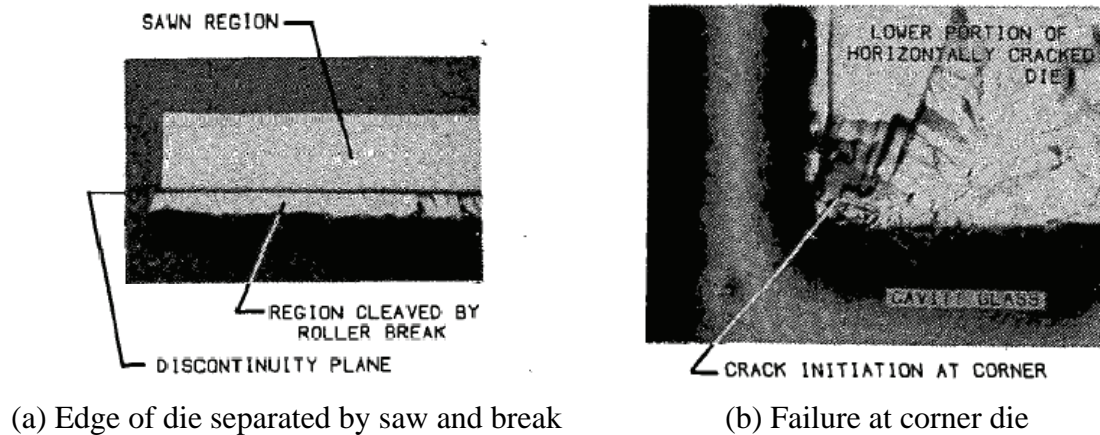 SAWN REGION
REGION CLEAVED BY
ROLLER BREAK
DISCONTINUITY PLANE
(a) Edge of die separated by saw and break
LOWER PORTION OF
HORIZONTALLY CRACKED
DIE
CAVITY GLASS
CRACK INITIATION AT CORNER
(b) Failure at corner die